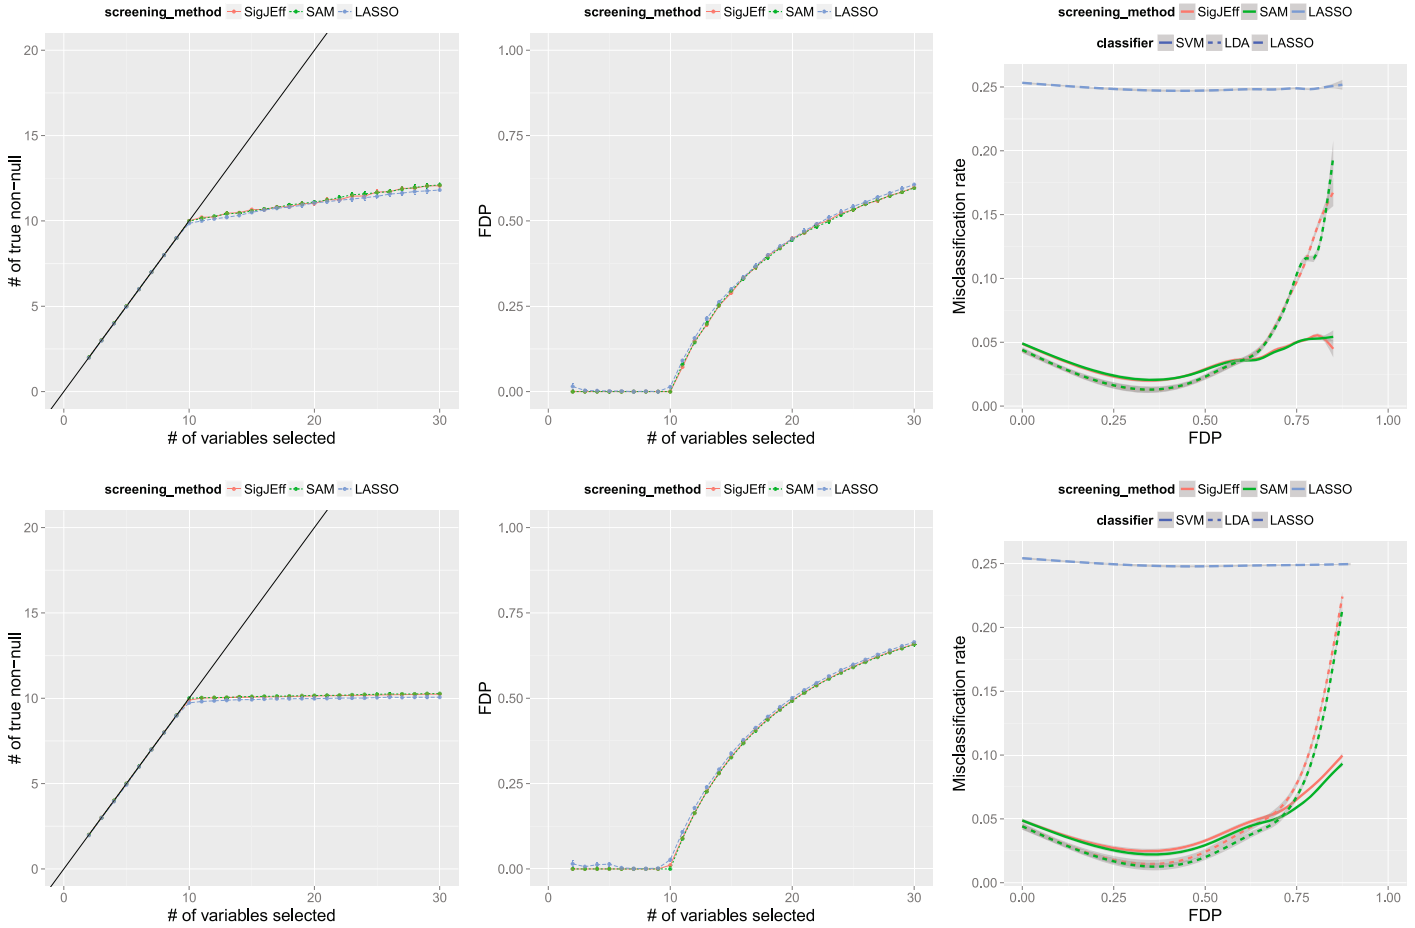 screening_method SigJEff SAM LASSO
20
15
10
5
0
0 10 20 30
# of true non-null
# of variables selected
screening_method SigJEff SAM LASSO
1.00
0.75
0.50
0.25
0.00
0 10 20 30
FDP
# of variables selected
screening_method SigJEff SAM LASSO
classifier SVM LDA LASSO
0.25
0.20
0.15
0.10
0.05
0.00
0.00 0.25 0.50 0.75 1.00
Misclassification rate
FDP
screening_method SigJEff SAM LASSO
20
15
10
5
0
0 10 20 30
# of true non-null
# of variables selected
screening_method SigJEff SAM LASSO
1.00
0.75
0.50
0.25
0.00
0 10 20 30
FDP
# of variables selected
screening_method SigJEff SAM LASSO
classifier SVM LDA LASSO
0.25
0.20
0.15
0.10
0.05
0.00
0.00 0.25 0.50 0.75 1.00
Misclassification rate
FDP